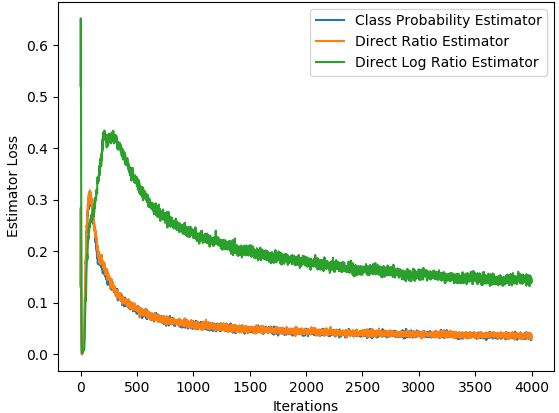 Class Probability Estimator
Direct Ratio Estimator
Direct Log Ratio Estimator
Estimator Loss
0.6
0.5
0.4
0.3
0.2
0.1
0.0
0 500 1000 1500 2000 2500 3000 3500 4000
Iterations